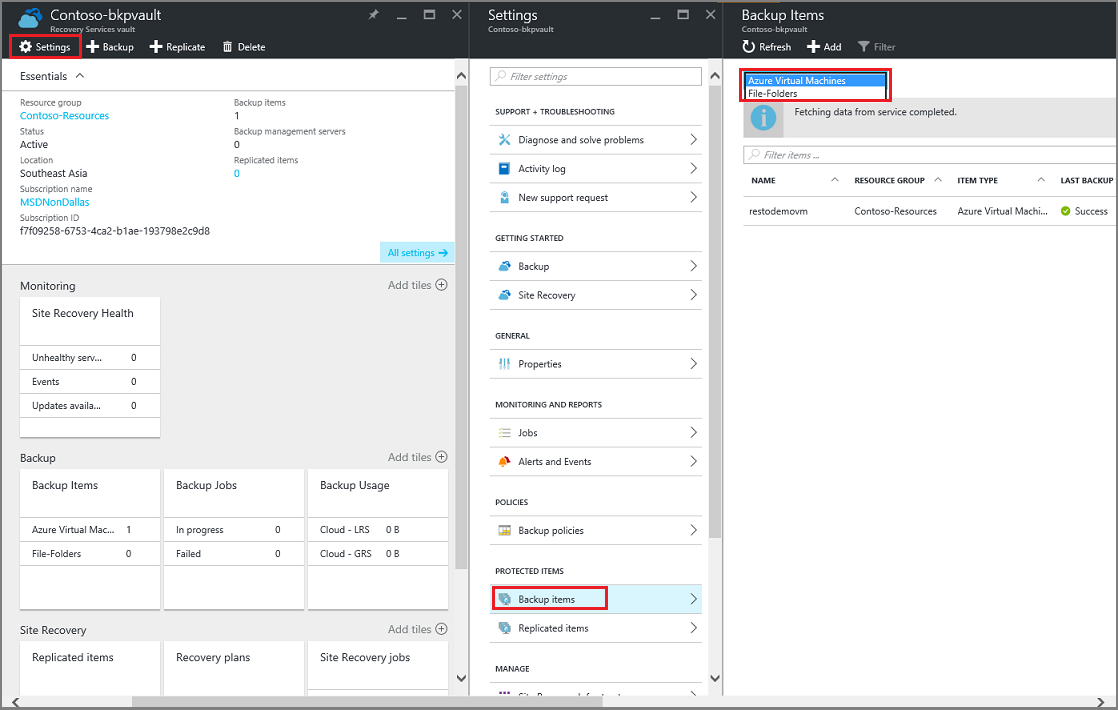 Contoso-bkpvault
Recovery Services vault
Settings
Backup
Replicate
Delete
Essentials
Resource group
Contoso-Resources
Status
Active
Location
Southeast Asia
Subscription name
MSDNonDallas
Subscription ID
f7f09258-6753-4ca2-b1ae-193798e2c9d8
Backup items
1
Backup management servers
0
Replicated items
0
All settings
Monitoring
Add tiles
Site Recovery Health
Unhealthy serv... 0
Events 0
Updates availa... 0
Backup
Add tiles
Backup Items
Azure Virtual Mac... 1
File-Folders 0
Backup Jobs
In progress 0
Failed 0
Backup Usage
Cloud - LRS 0 B
Cloud - GRS 0 B
Site Recovery
Add tiles
Replicated items
Recovery plans
Site Recovery jobs
Settings
Contoso-bkpvault
Filter settings
SUPPORT + TROUBLESHOOTING
Diagnose and solve problems
Activity log
New support request
GETTING STARTED
Backup
Site Recovery
GENERAL
Properties
MONITORING AND REPORTS
Jobs
Alerts and Events
POLICIES
Backup policies
PROTECTED ITEMS
Backup items
Replicated items
MANAGE
Backup Items
Contoso-bkpvault
Refresh
Add
Filter
Azure Virtual Machines
File-Folders
Fetching data from service completed.
Filter items ...
NAME RESOURCE GROUP ITEM TYPE LAST BACKUP
restodemovm Contoso-Resources Azure Virtual Machi... Success